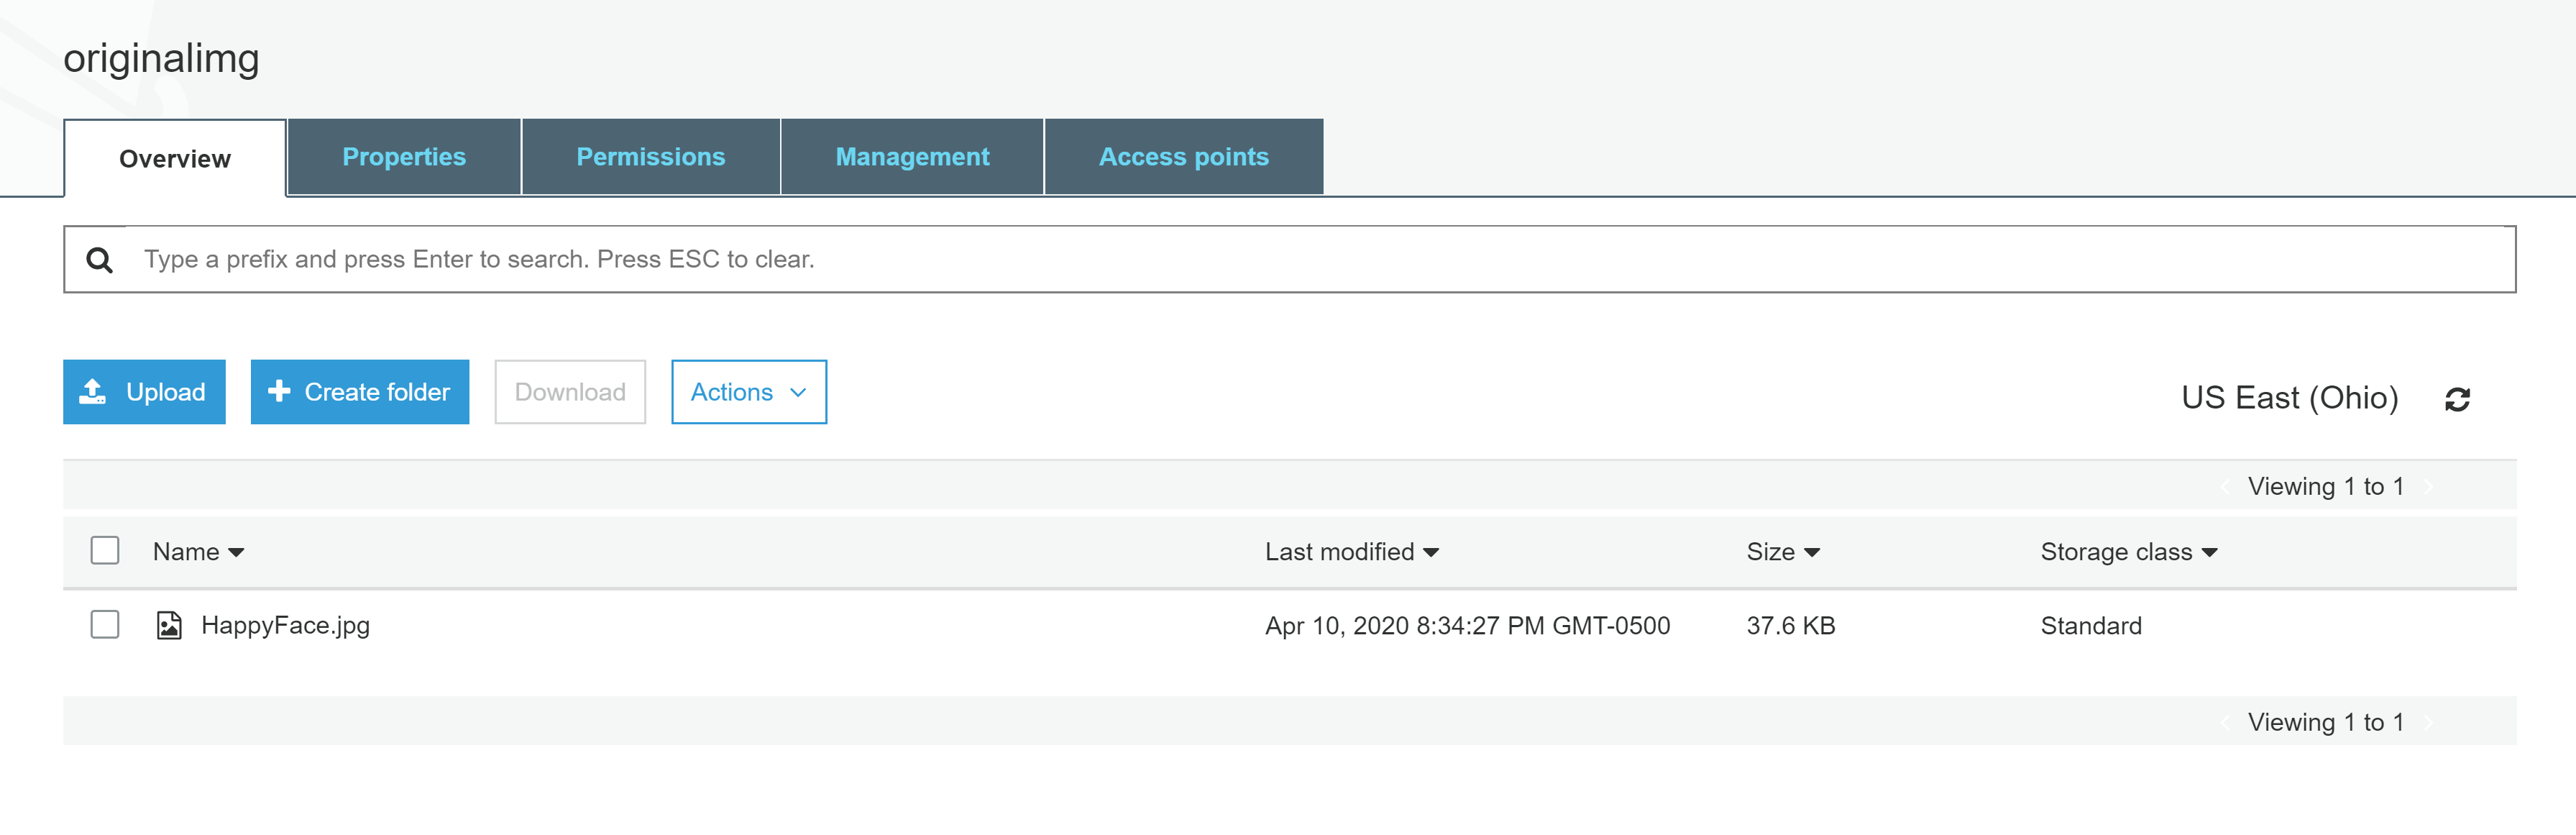 originalimg
Overview Properties Permissions Management Access points
Type a prefix and press Enter to search. Press ESC to clear.
Upload Create folder Download Actions US East (Ohio)
Viewing 1 to 1
Name Last modified Size Storage class
HappyFace.jpg Apr 10, 2020 8:34:27 PM GMT-0500 37.6 KB Standard
Viewing 1 to 1